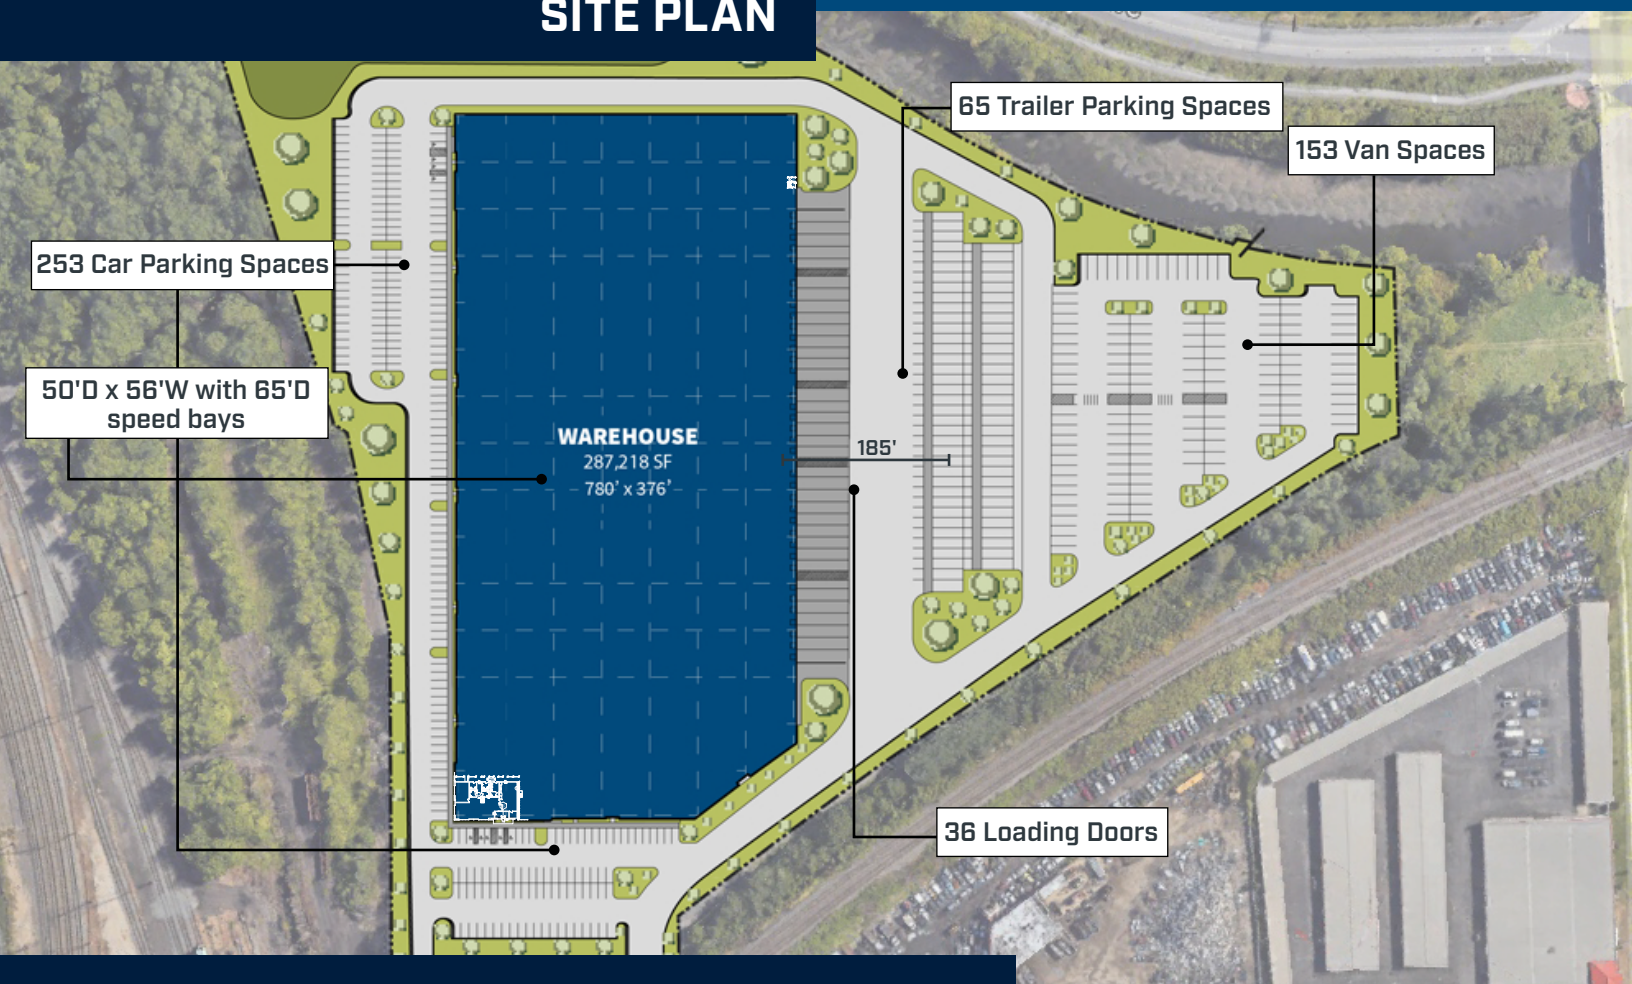 SITE PLAN
65 Trailer Parking Spaces
153 Van Spaces
253 Car Parking Spaces
50'D x 56'W with 65'D
speed bays
WAREHOUSE
287,218 SF
780' x 376'
185'
36 Loading Doors